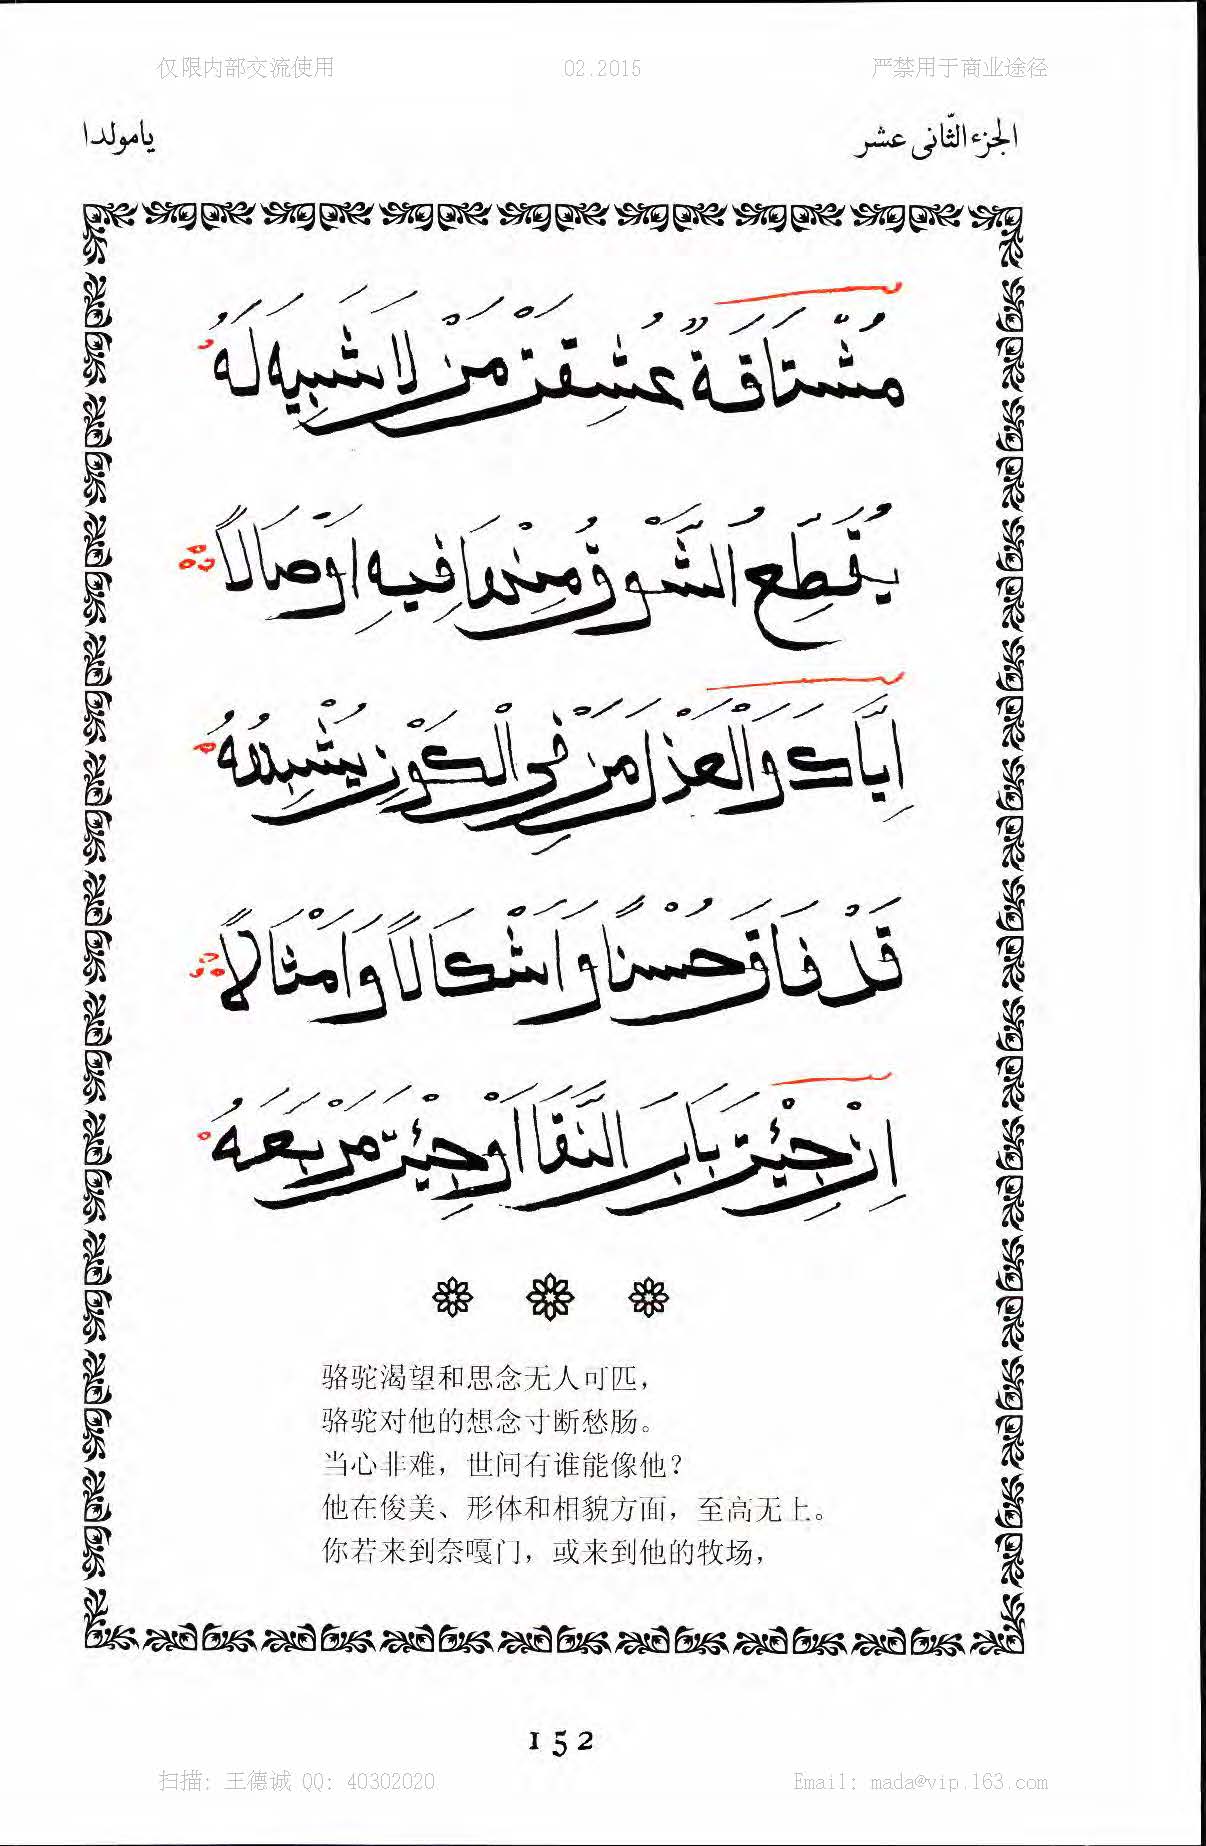 仅限内部交流使用 02.2015 严禁用于商业途径
الجزء الثّانى عشر يامولدا
مُشْتَاقَةٌ عَشِقَتْ مَنْ لَا شَبِيهَ لَهُ
يُقَطِّعُ الشَّوْقُ مِنْهَا فِيهِ اَوْصَالًا
اِيَّاكَ وَالْعَذْلَ مَنْ فِى الْكَوْنِ يُشْبِهُهُ
قَدْ فَاقَ حُسْنًا وَاَشْكَالًا وَاَمْثَالًا
اِنْ جِئْتَ بَابَ النَّقَا اَوْ جِئْتَ مَرْبَعَهُ
骆驼渴望和思念无人可匹，
骆驼对他的想念寸断愁肠。
当心非难，世间有谁能像他？
他在俊美、形体和相貌方面，至高无上。
你若来到奈嘎门，或来到他的牧场，
152
扫描: 王德诚 QQ: 40302020 Email: mada@vip.163.com